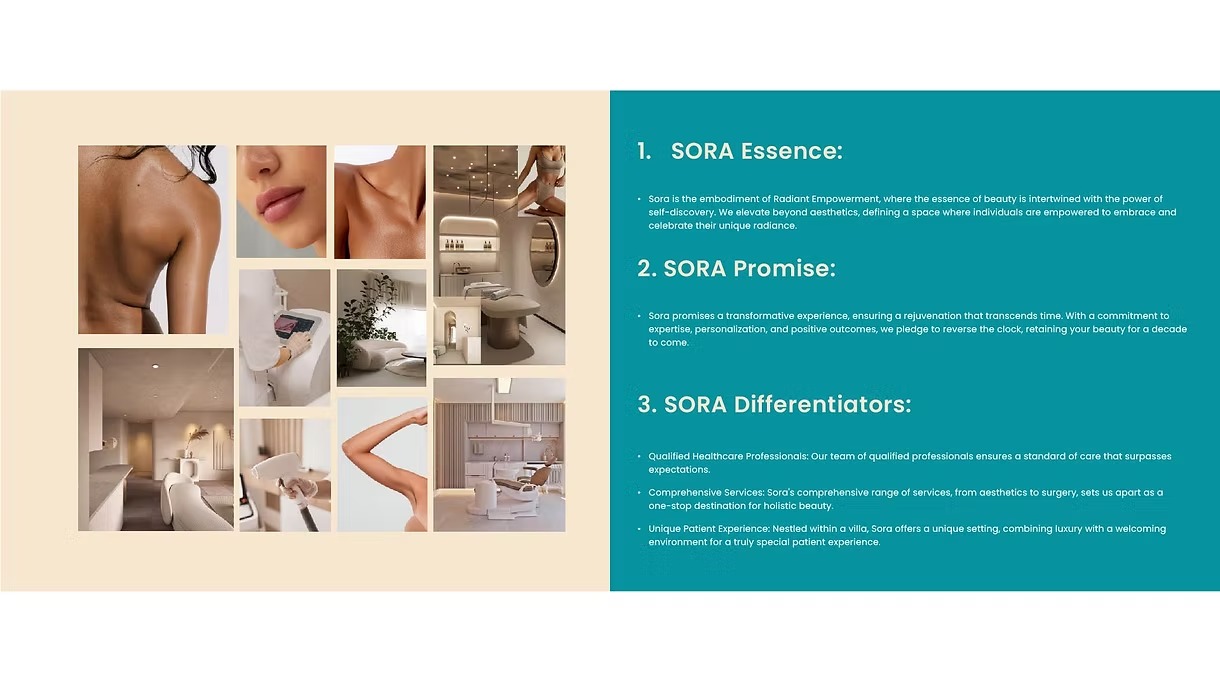 1. SORA Essence:
• Sora is the embodiment of Radiant Empowerment, where the essence of beauty is intertwined with the power of
self-discovery. We elevate beyond aesthetics, defining a space where individuals are empowered to embrace and
celebrate their unique radiance.
2. SORA Promise:
• Sora promises a transformative experience, ensuring a rejuvenation that transcends time. With a commitment to
expertise, personalization, and positive outcomes, we pledge to reverse the clock, retaining your beauty for a decade
to come.
3. SORA Differentiators:
• Qualified Healthcare Professionals: Our team of qualified professionals ensures a standard of care that surpasses
expectations.
• Comprehensive Services: Sora's comprehensive range of services, from aesthetics to surgery, sets us apart as a
one-stop destination for holistic beauty.
• Unique Patient Experience: Nestled within a villa, Sora offers a unique setting, combining luxury with a welcoming
environment for a truly special patient experience.